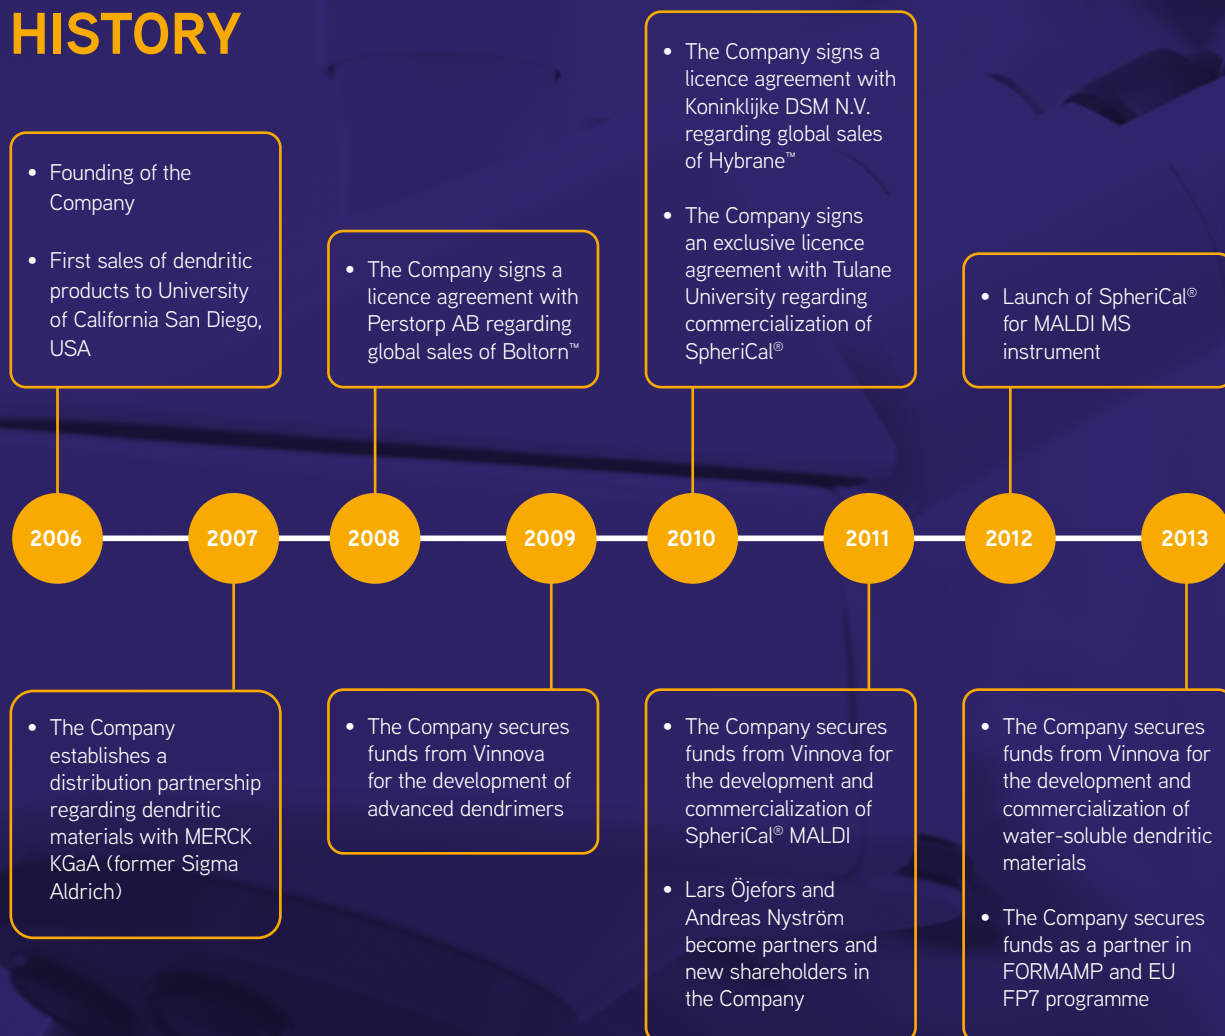 HISTORY
• Founding of the
Company
• First sales of dendritic
products to University
of California San Diego,
USA
• The Company signs a
licence agreement with
Perstorp AB regarding
global sales of Boltorn™
• The Company signs a
licence agreement with
Koninklijke DSM N.V.
regarding global sales
of Hybrane™
• The Company signs
an exclusive licence
agreement with Tulane
University regarding
commercialization of
SpheriCal®
• Launch of SpheriCal®
for MALDI MS
instrument
2006 2007 2008 2009 2010 2011 2012 2013
• The Company
establishes a
distribution partnership
regarding dendritic
materials with MERCK
KGaA (former Sigma
Aldrich)
• The Company secures
funds from Vinnova
for the development of
advanced dendrimers
• The Company secures
funds from Vinnova for
the development and
commercialization of
SpheriCal® MALDI
• Lars Öjefors and
Andreas Nyström
become partners and
new shareholders in
the Company
• The Company secures
funds from Vinnova for
the development and
commercialization of
water-soluble dendritic
materials
• The Company secures
funds as a partner in
FORMAMP and EU
FP7 programme